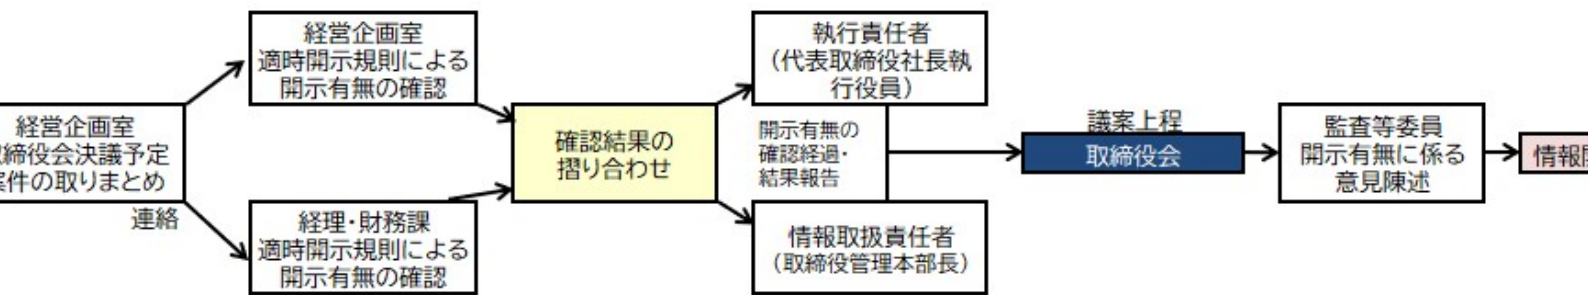 経営企画室
締役会決議予定
案件の取りまとめ
連絡
経営企画室
適時開示規則による
開示有無の確認
経理・財務課
適時開示規則による
開示有無の確認
確認結果の
摺り合わせ
執行責任者
（代表取締役社長執
行役員）
開示有無の
確認経過・
結果報告
情報取扱責任者
（取締役管理本部長）
議案上程
取締役会
監査等委員
開示有無に係る
意見陳述
情報開